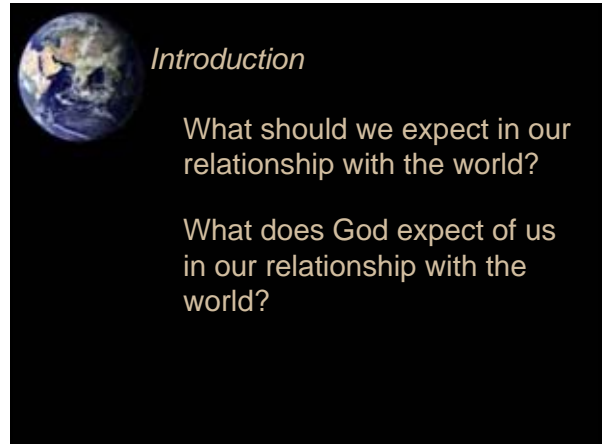 Introduction
What should we expect in our
relationship with the world?
What does God expect of us
in our relationship with the
world?